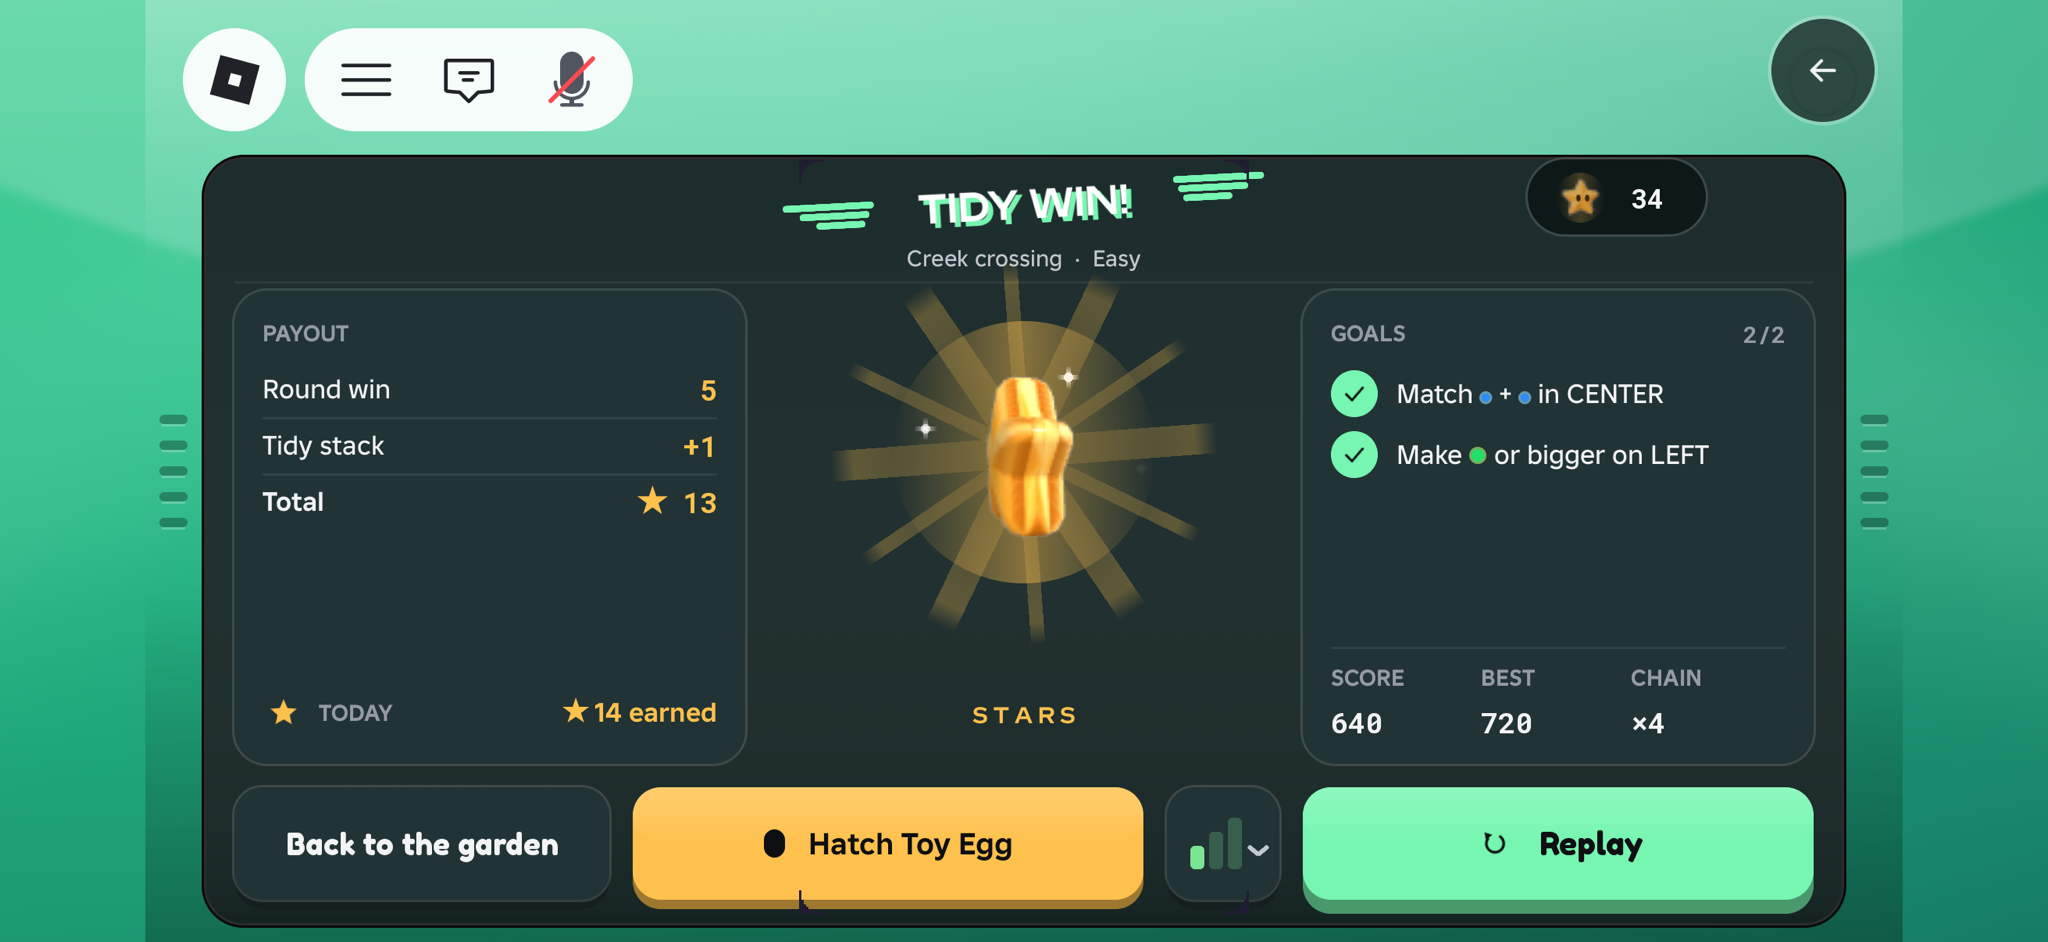 TIDY WIN!
34
Creek crossing · Easy
PAYOUT
Round win 5
Tidy stack +1
Total ★ 13
★ TODAY ★ 14 earned
STARS
GOALS 2/2
Match + in CENTER
Make or bigger on LEFT
SCORE BEST CHAIN
640 720 ×4
Back to the garden
Hatch Toy Egg
Replay